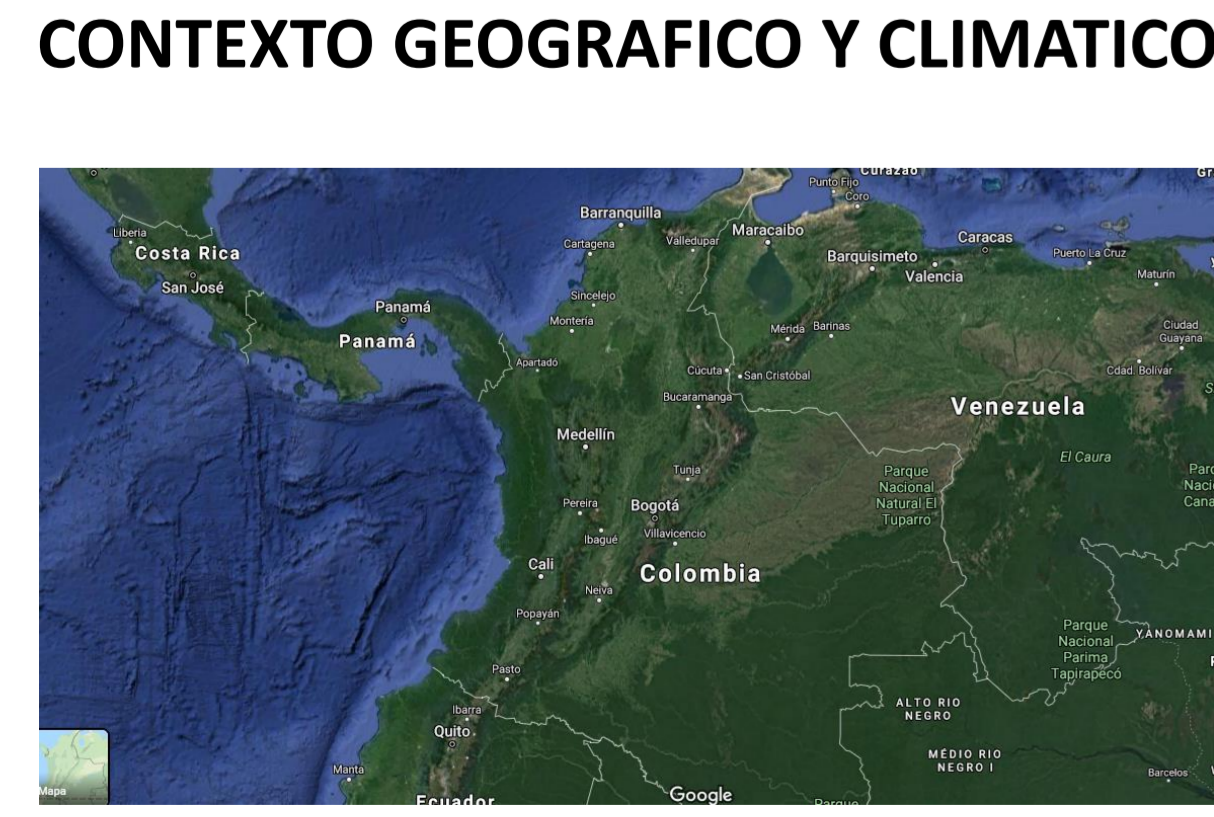 CONTEXTO GEOGRAFICO Y CLIMATICO
Curazao
Punto Fijo
Coro
Barranquilla
Liberia
Maracaibo
Cartagena
Valledupar
Caracas
Costa Rica
Puerto La Cruz
Barquisimeto
Maturín
Valencia
San José
Sincelejo
Panamá
Montería
Ciudad
Guayana
Mérida
Barinas
Panamá
Apartadó
Cúcuta
San Cristóbal
Cdad. Bolívar
Bucaramanga
Venezuela
Medellín
El Caura
Tunja
Parque
Nacional
Natural El
Tuparro
Pereira
Bogotá
Villavicencio
Ibagué
Cali
Colombia
Neiva
Popayán
Parque
Nacional
Parima
Tapirapecó
YANOMAMI
Pasto
ALTO RIO
NEGRO
Ibarra
Quito
MÉDIO RIO
NEGRO I
Manta
Barcelos
Mapa
Google
Ecuador
Parque